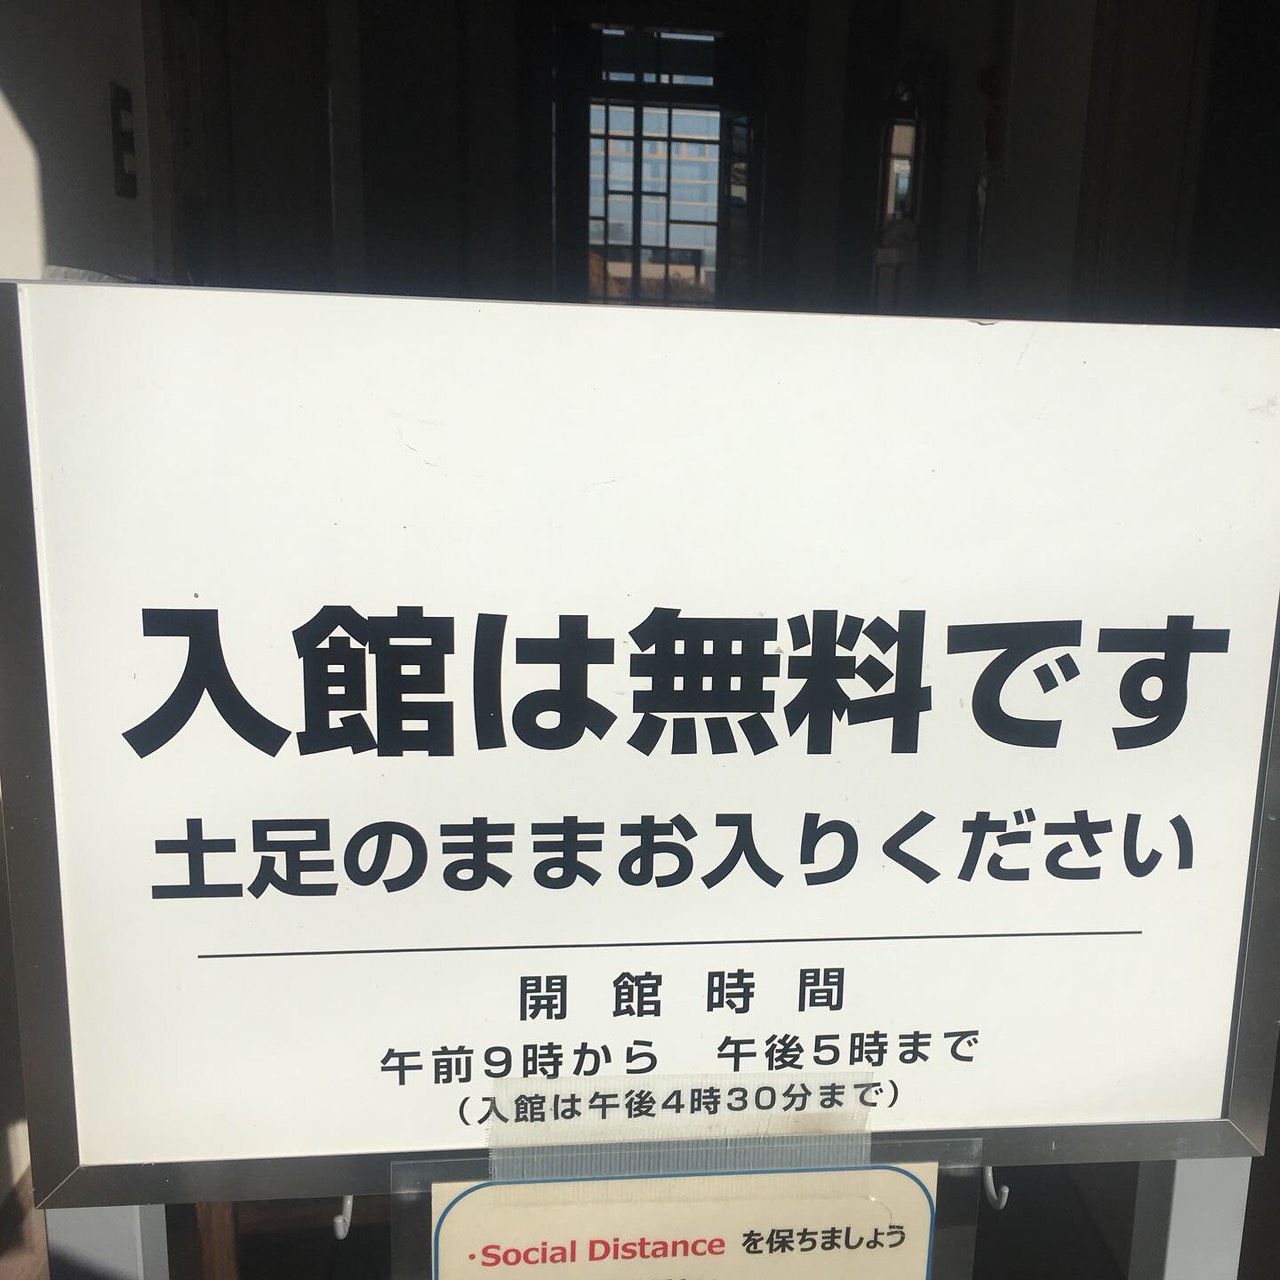 入館は無料です
土足のままお入りください
開館時間
午前9時から 午後5時まで
（入館は午後4時30分まで）
・Social Distance を保ちましょう